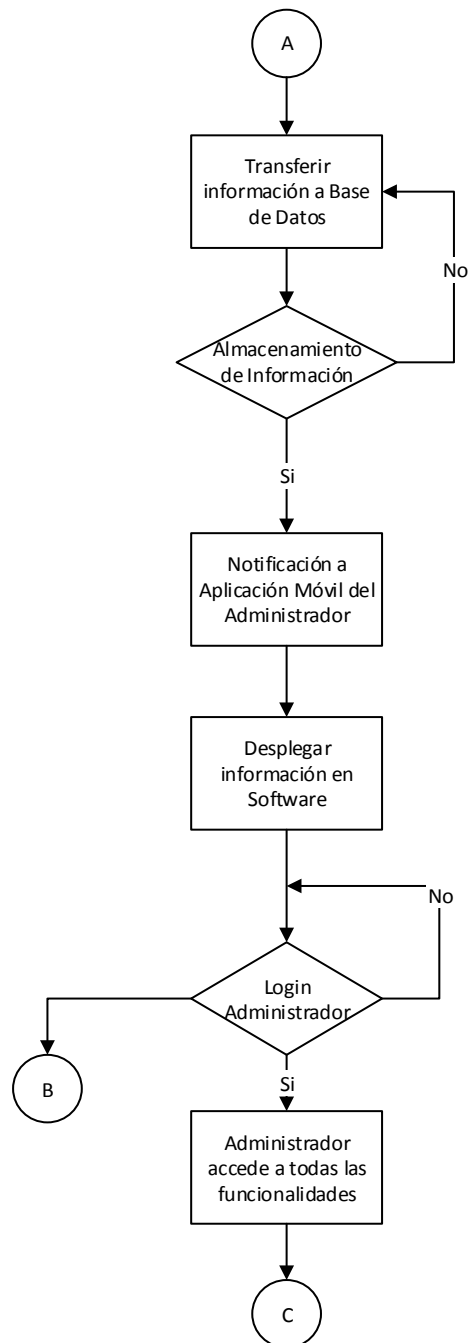 A
Transferir
información a Base
de Datos
No
Almacenamiento
de Información
Si
Notificación a
Aplicación Móvil del
Administrador
Desplegar
información en
Software
No
Login
Administrador
B
Si
Administrador
accede a todas las
funcionalidades
C